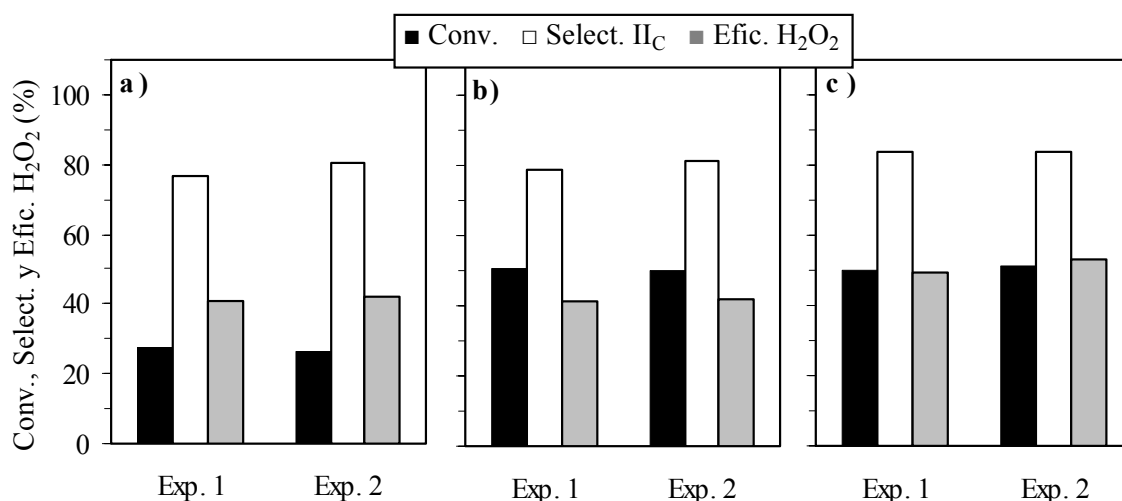 ■ Conv. □ Select. II_C ■ Efic. H₂O₂
Conv., Select. y Efic. H₂O₂ (%)
100
80
60
40
20
0
a )
b)
c )
Exp. 1 Exp. 2
Exp. 1 Exp. 2
Exp. 1 Exp. 2